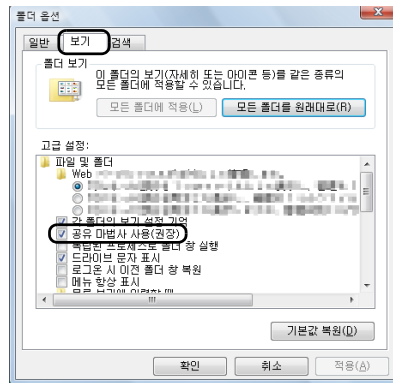 폴더 옵션
일반 보기 검색
폴더 보기
이 폴더의 보기(자세히 또는 아이콘 등)를 같은 종류의
모든 폴더에 적용할 수 있습니다.
모든 폴더에 적용(L) 모든 폴더를 원래대로(R)
고급 설정:
파일 및 폴더
Web
각 폴더의 보기 설정 기억
공유 마법사 사용(권장)
독립된 프로세스로 폴더 창 실행
드라이브 문자 표시
로그온 시 이전 폴더 창 복원
메뉴 항상 표시
기본값 복원(D)
확인 취소 적용(A)